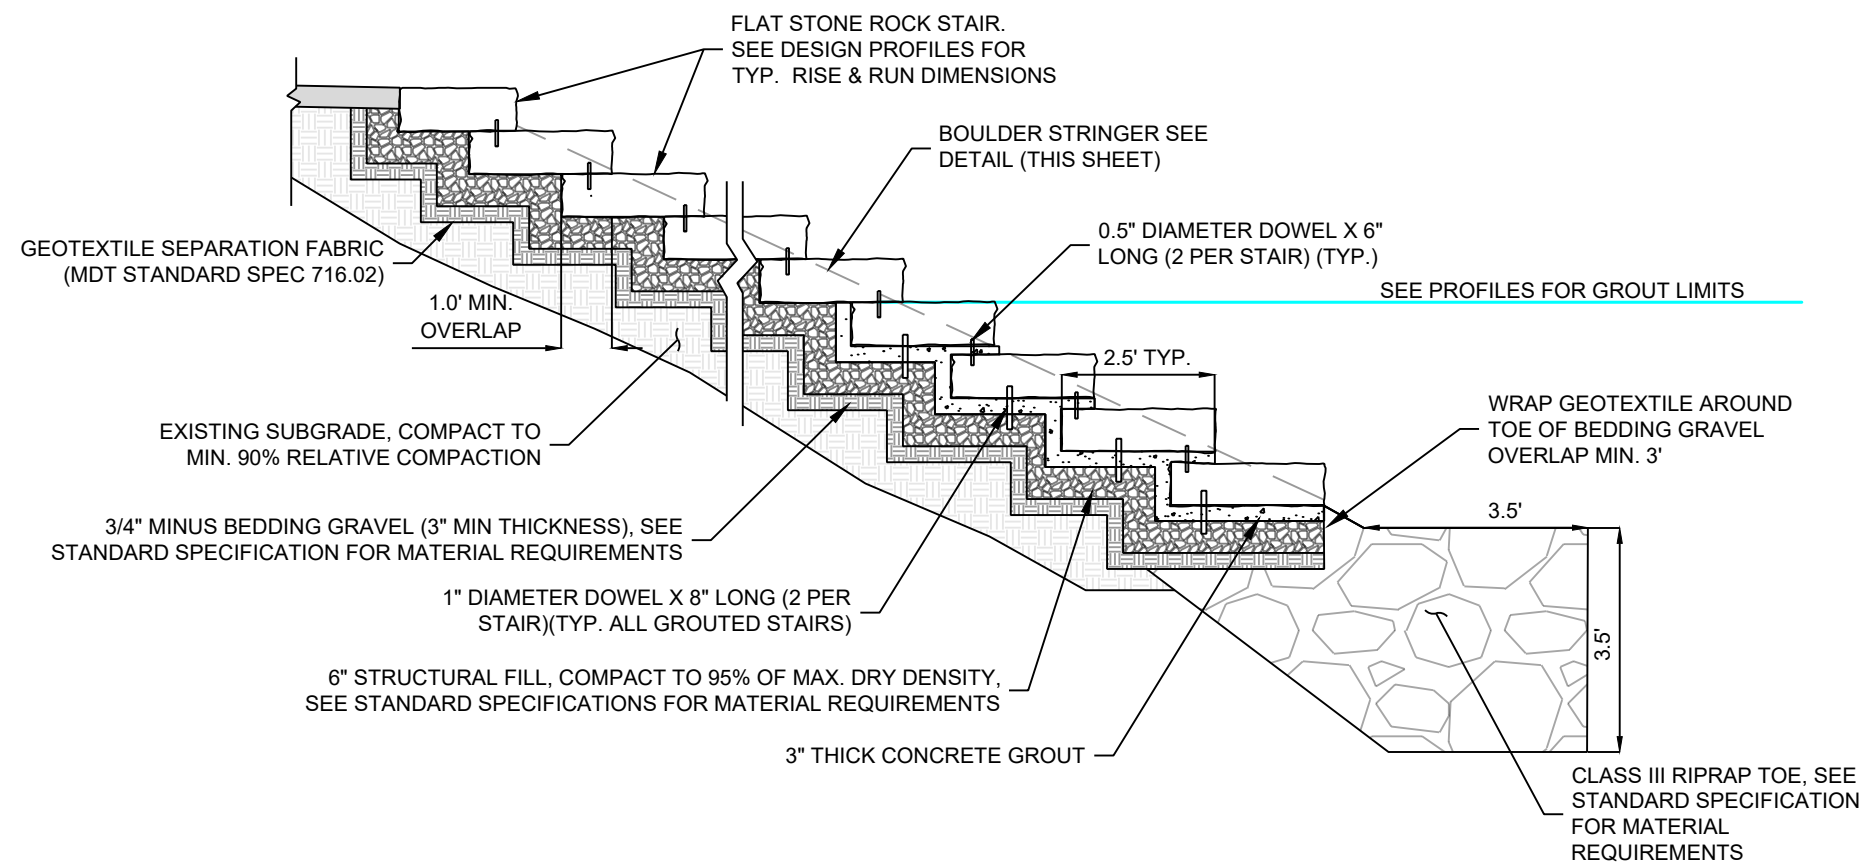 FLAT STONE ROCK STAIR.
SEE DESIGN PROFILES FOR
TYP. RISE & RUN DIMENSIONS
BOULDER STRINGER SEE
DETAIL (THIS SHEET)
0.5" DIAMETER DOWEL X 6"
LONG (2 PER STAIR) (TYP.)
SEE PROFILES FOR GROUT LIMITS
GEOTEXTILE SEPARATION FABRIC
(MDT STANDARD SPEC 716.02)
1.0' MIN.
OVERLAP
2.5' TYP.
WRAP GEOTEXTILE AROUND
TOE OF BEDDING GRAVEL
OVERLAP MIN. 3'
EXISTING SUBGRADE, COMPACT TO
MIN. 90% RELATIVE COMPACTION
3.5'
3/4" MINUS BEDDING GRAVEL (3" MIN THICKNESS), SEE
STANDARD SPECIFICATION FOR MATERIAL REQUIREMENTS
1" DIAMETER DOWEL X 8" LONG (2 PER
STAIR)(TYP. ALL GROUTED STAIRS)
3.5'
6" STRUCTURAL FILL, COMPACT TO 95% OF MAX. DRY DENSITY,
SEE STANDARD SPECIFICATIONS FOR MATERIAL REQUIREMENTS
3" THICK CONCRETE GROUT
CLASS III RIPRAP TOE, SEE
STANDARD SPECIFICATION
FOR MATERIAL
REQUIREMENTS